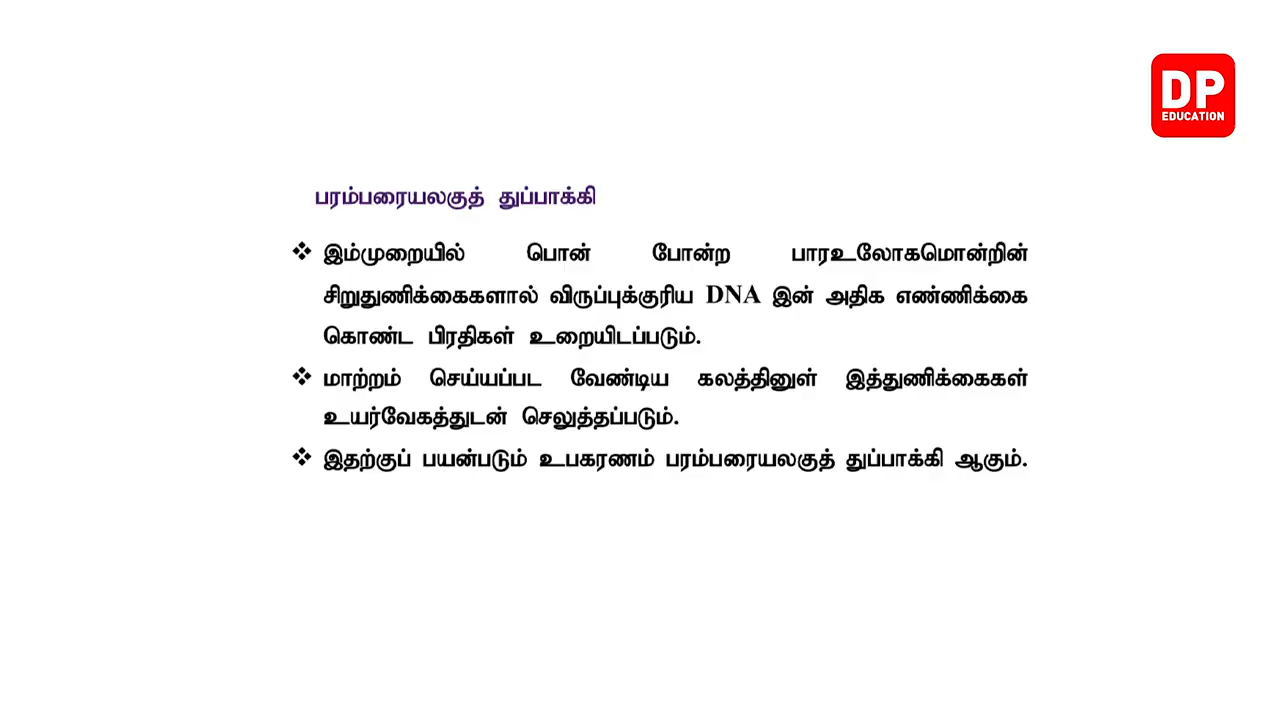 DP
EDUCATION
பரம்பரையலகுத் துப்பாக்கி
❖ இம்முறையில் பொன் போன்ற பாரஉலோகமொன்றின்
சிறுதுணிக்கைகளால் விருப்புக்குரிய DNA இன் அதிக எண்ணிக்கை
கொண்ட பிரதிகள் உறையிடப்படும்.
❖ மாற்றம் செய்யப்பட வேண்டிய கலத்தினுள் இத்துணிக்கைகள்
உயர்வேகத்துடன் செலுத்தப்படும்.
❖ இதற்குப் பயன்படும் உபகரணம் பரம்பரையலகுத் துப்பாக்கி ஆகும்.